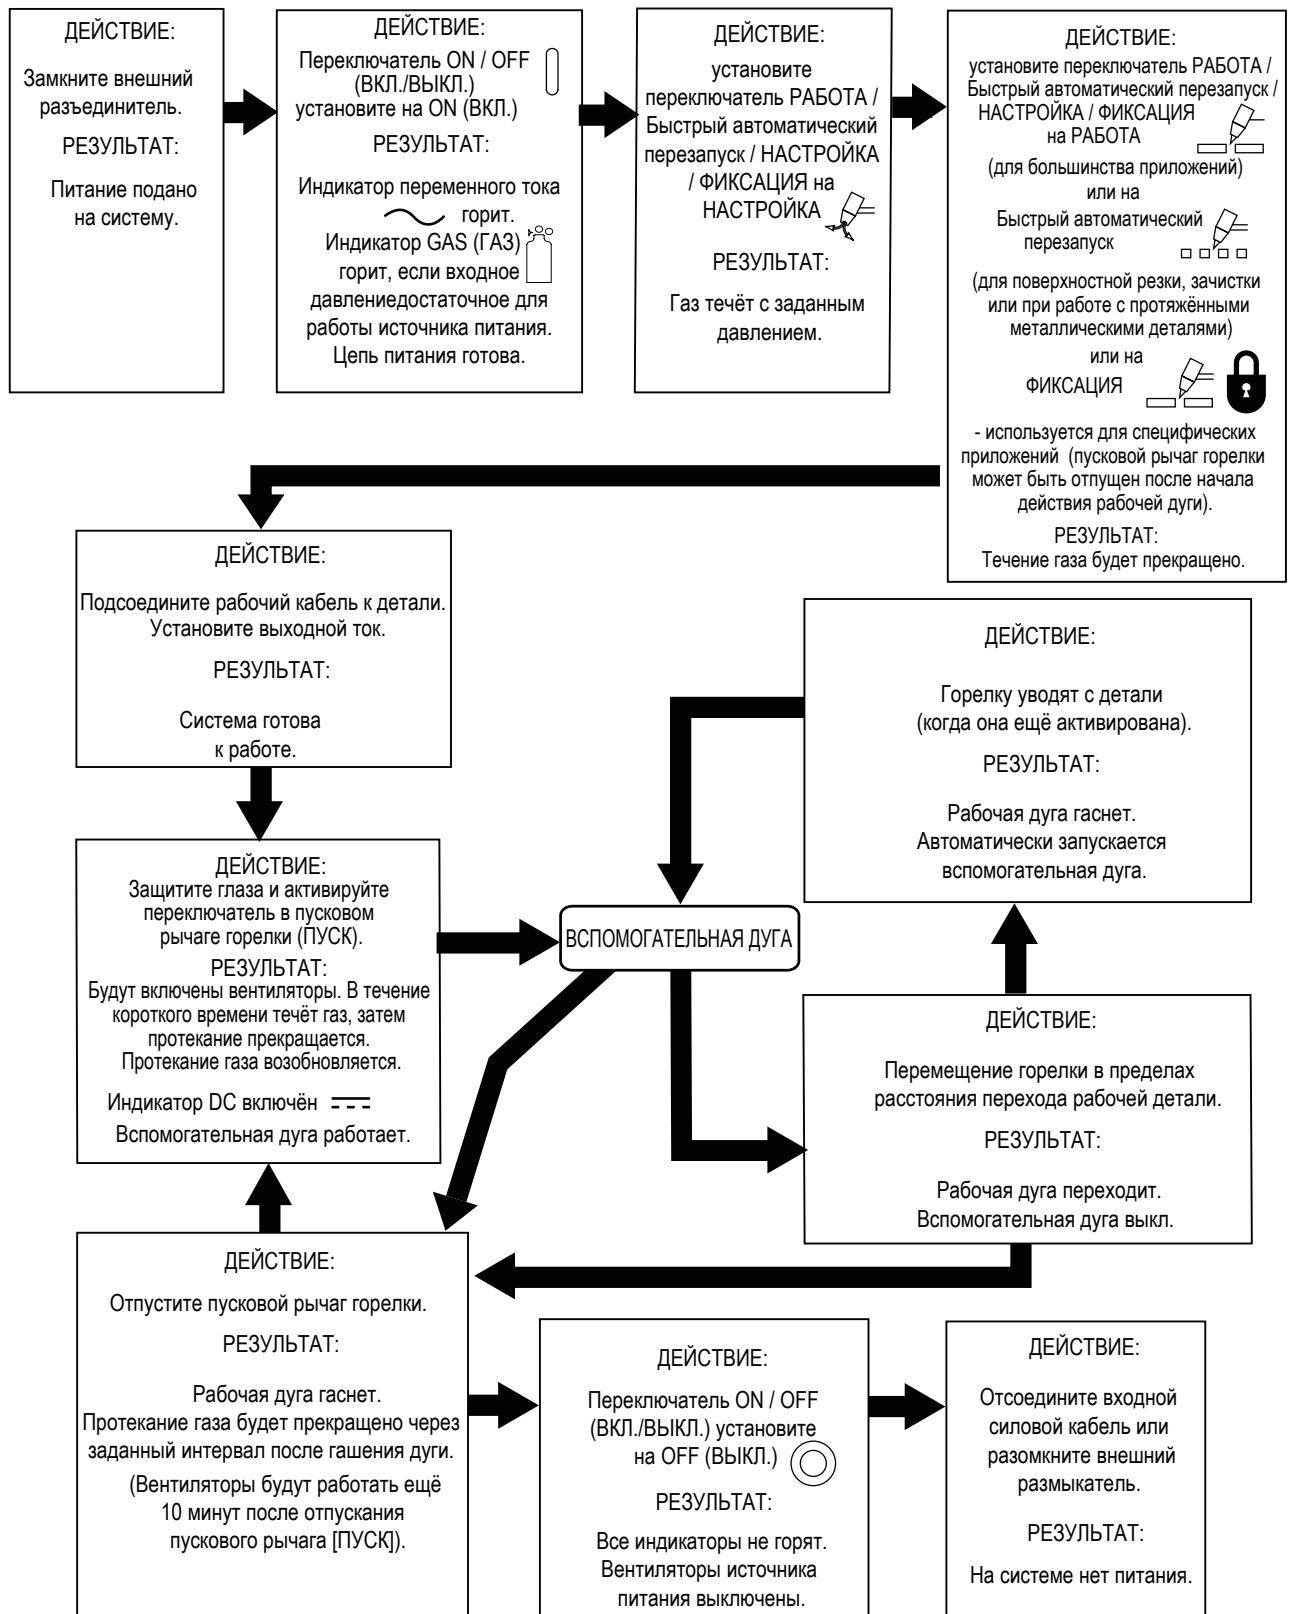 ДЕЙСТВИЕ:
Замкните внешний
разъединитель.
РЕЗУЛЬТАТ:
Питание подано
на систему.
ДЕЙСТВИЕ:
Переключатель ON / OFF
(ВКЛ./ВЫКЛ.)
установите на ON (ВКЛ.)
РЕЗУЛЬТАТ:
Индикатор переменного тока
горит.
Индикатор GAS (ГАЗ)
горит, если входное
давлениедостаточное для
работы источника питания.
Цепь питания готова.
ДЕЙСТВИЕ:
установите
переключатель РАБОТА /
Быстрый автоматический
перезапуск / НАСТРОЙКА
/ ФИКСАЦИЯ на
НАСТРОЙКА
РЕЗУЛЬТАТ:
Газ течёт с заданным
давлением.
ДЕЙСТВИЕ:
установите переключатель РАБОТА /
Быстрый автоматический перезапуск /
НАСТРОЙКА / ФИКСАЦИЯ
на РАБОТА
(для большинства приложений)
или на
Быстрый автоматический
перезапуск
(для поверхностной резки, зачистки
или при работе с протяжёнными
металлическими деталями)
или на
ФИКСАЦИЯ
- используется для специфических
приложений (пусковой рычаг горелки
может быть отпущен после начала
действия рабочей дуги).
РЕЗУЛЬТАТ:
Течение газа будет прекращено.
ДЕЙСТВИЕ:
Подсоедините рабочий кабель к детали.
Установите выходной ток.
РЕЗУЛЬТАТ:
Система готова
к работе.
ДЕЙСТВИЕ:
Защитите глаза и активируйте
переключатель в пусковом
рычаге горелки (ПУСК).
РЕЗУЛЬТАТ:
Будут включены вентиляторы. В течение
короткого времени течёт газ, затем
протекание прекращается.
Протекание газа возобновляется.
Индикатор DC включён
Вспомогательная дуга работает.
ВСПОМОГАТЕЛЬНАЯ ДУГА
ДЕЙСТВИЕ:
Горелку уводят с детали
(когда она ещё активирована).
РЕЗУЛЬТАТ:
Рабочая дуга гаснет.
Автоматически запускается
вспомогательная дуга.
ДЕЙСТВИЕ:
Перемещение горелки в пределах
расстояния перехода рабочей детали.
РЕЗУЛЬТАТ:
Рабочая дуга переходит.
Вспомогательная дуга выкл.
ДЕЙСТВИЕ:
Отпустите пусковой рычаг горелки.
РЕЗУЛЬТАТ:
Рабочая дуга гаснет.
Протекание газа будет прекращено через
заданный интервал после гашения дуги.
(Вентиляторы будут работать ещё
10 минут после отпускания
пускового рычага [ПУСК]).
ДЕЙСТВИЕ:
Переключатель ON / OFF
(ВКЛ./ВЫКЛ.) установите
на OFF (ВЫКЛ.)
РЕЗУЛЬТАТ:
Все индикаторы не горят.
Вентиляторы источника
питания выключены.
ДЕЙСТВИЕ:
Отсоедините входной
силовой кабель или
разомкните внешний
размыкатель.
РЕЗУЛЬТАТ:
На системе нет питания.